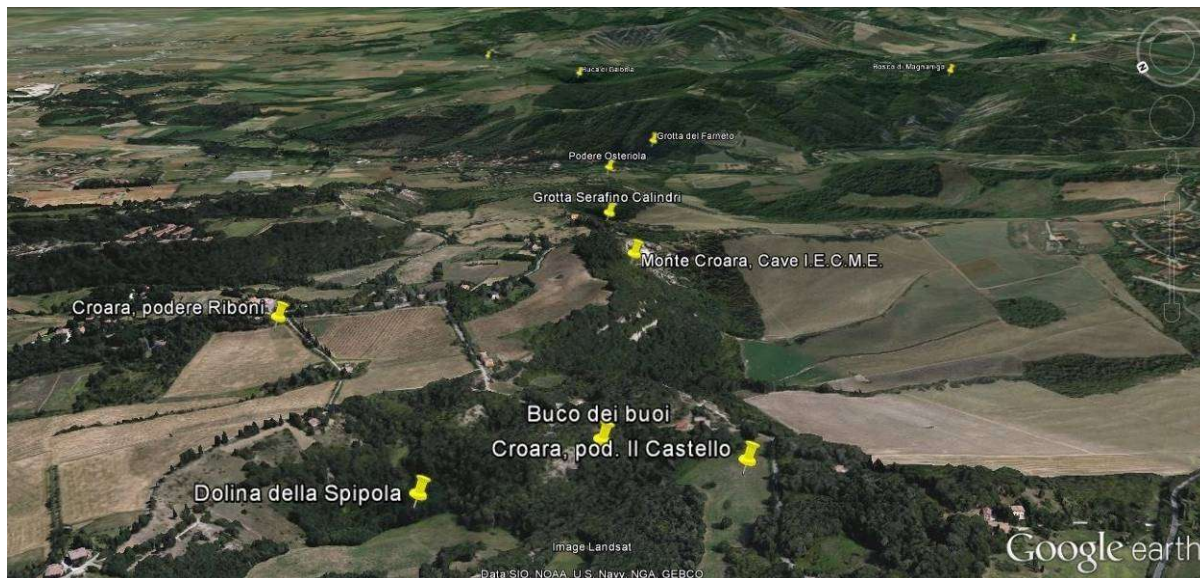 Buca di Gaibola
Bosco di Magnaniga
Grotta del Farneto
Podere Osteriola
Grotta Serafino Calindri
Monte Croara, Cave I.E.C.M.E.
Croara, podere Riboni
Buco dei buoi
Croara, pod. Il Castello
Dolina della Spipola
Image Landsat
Google earth
Data SIO, NOAA, U.S. Navy, NGA, GEBCO
N